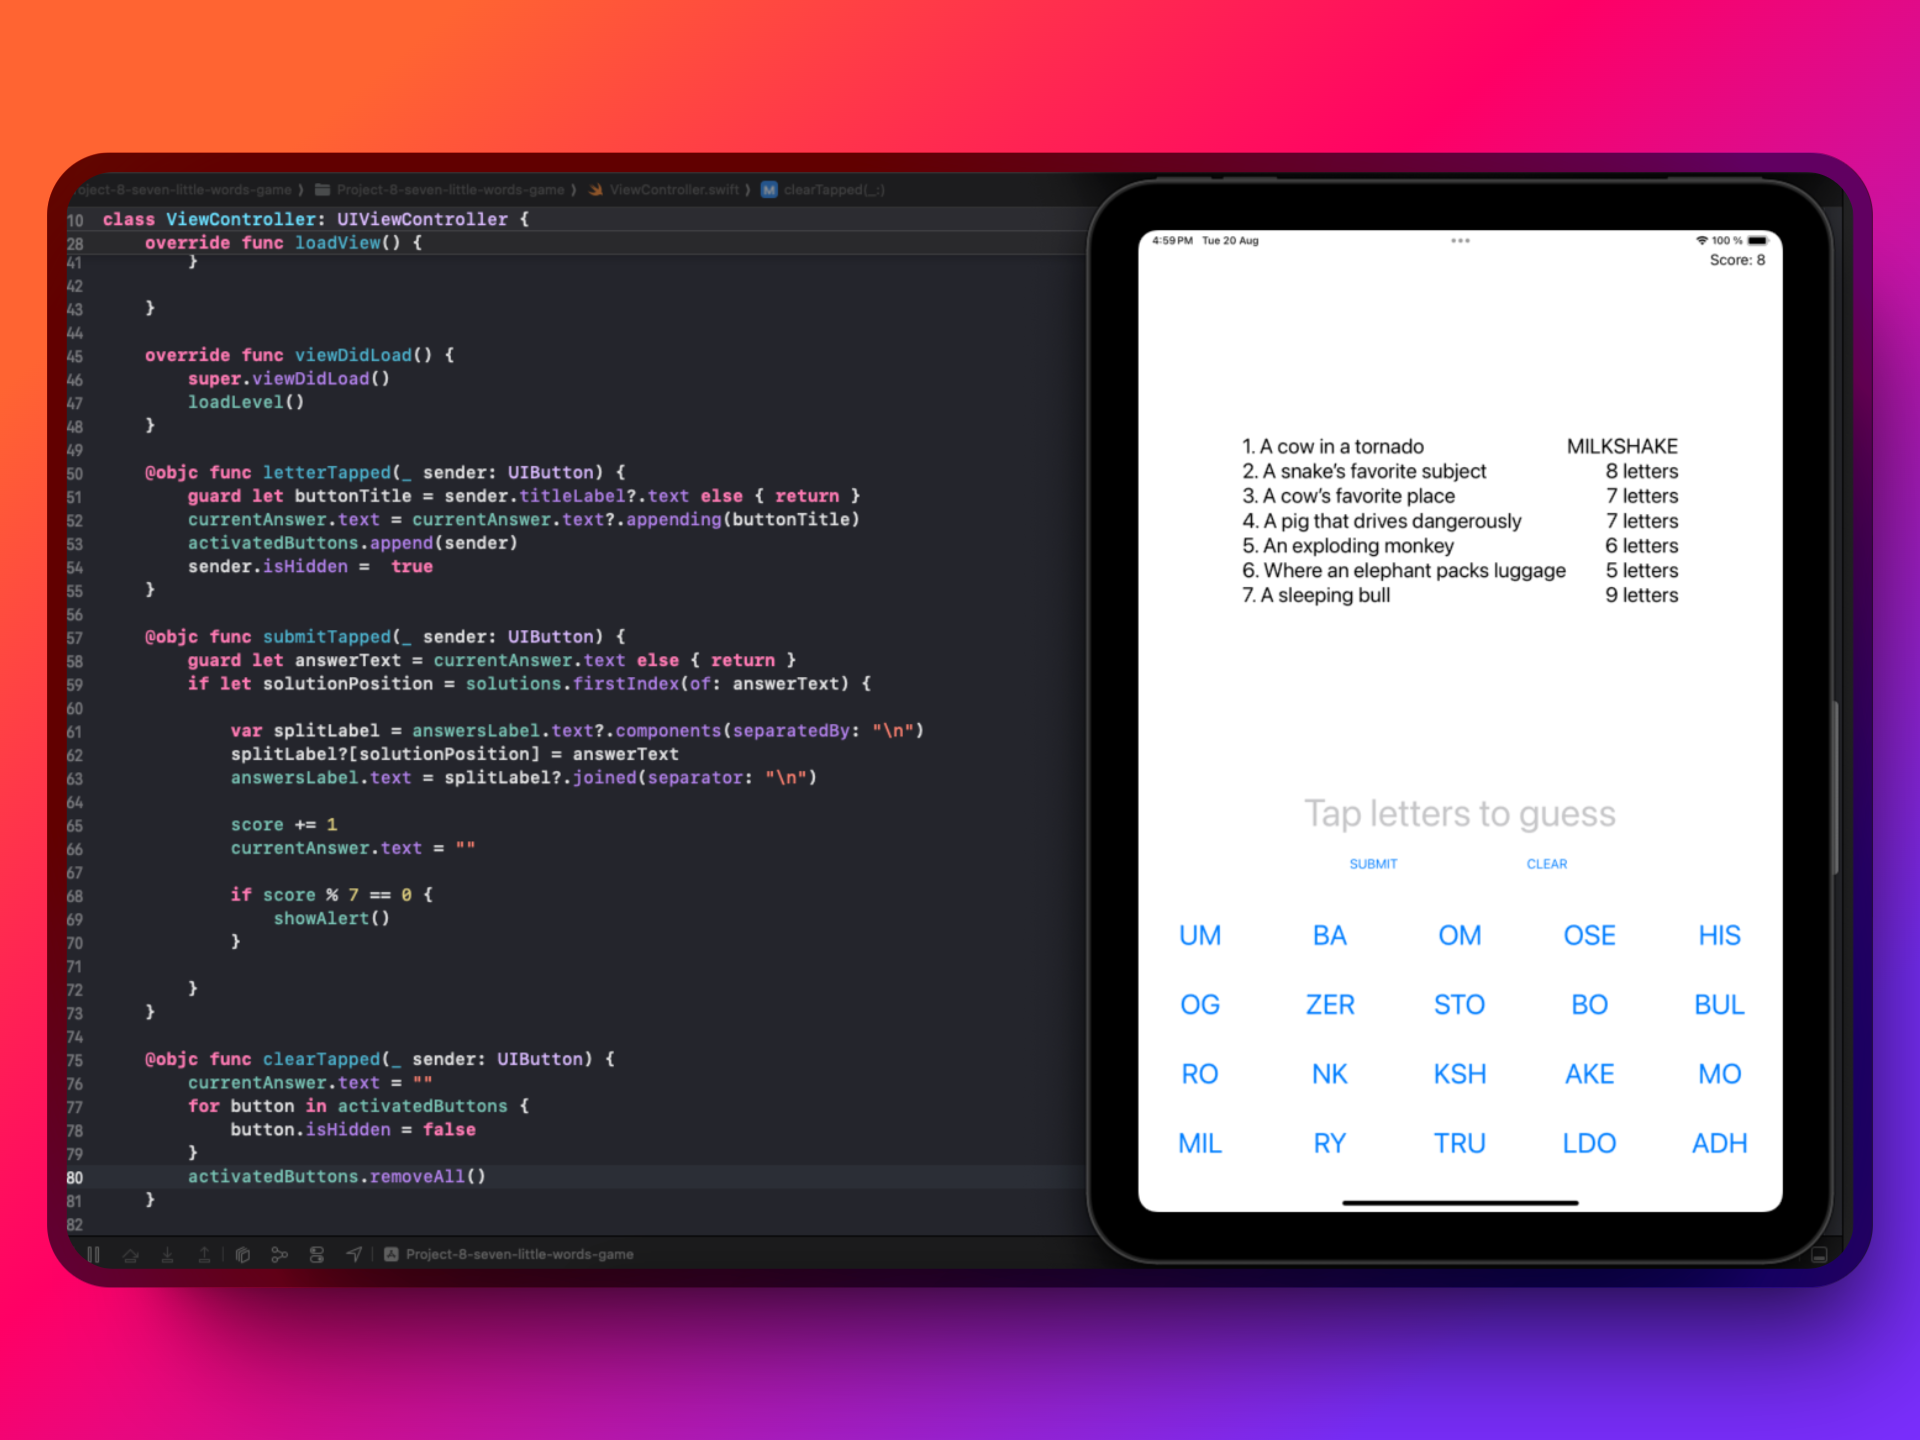 oject-8-seven-little-words-game ⟩ Project-8-seven-little-words-game ⟩ ViewController.swift ⟩ M clearTapped(_:)
10 class ViewController: UIViewController {
28     override func loadView() {
41         }
42
43     }
44
45     override func viewDidLoad() {
46         super.viewDidLoad()
47         loadLevel()
48     }
49
50     @objc func letterTapped(_ sender: UIButton) {
51         guard let buttonTitle = sender.titleLabel?.text else { return }
52         currentAnswer.text = currentAnswer.text?.appending(buttonTitle)
53         activatedButtons.append(sender)
54         sender.isHidden =  true
55     }
56
57     @objc func submitTapped(_ sender: UIButton) {
58         guard let answerText = currentAnswer.text else { return }
59         if let solutionPosition = solutions.firstIndex(of: answerText) {
60
61             var splitLabel = answersLabel.text?.components(separatedBy: "\n")
62             splitLabel?[solutionPosition] = answerText
63             answersLabel.text = splitLabel?.joined(separator: "\n")
64
65             score += 1
66             currentAnswer.text = ""
67
68             if score % 7 == 0 {
69                 showAlert()
70             }
71
72         }
73     }
74
75     @objc func clearTapped(_ sender: UIButton) {
76         currentAnswer.text = ""
77         for button in activatedButtons {
78             button.isHidden = false
79         }
80         activatedButtons.removeAll()
81     }
82
Project-8-seven-little-words-game
4:59 PM Tue 20 Aug 100 %
Score: 8
1. A cow in a tornado MILKSHAKE
2. A snake's favorite subject 8 letters
3. A cow's favorite place 7 letters
4. A pig that drives dangerously 7 letters
5. An exploding monkey 6 letters
6. Where an elephant packs luggage 5 letters
7. A sleeping bull 9 letters
Tap letters to guess
SUBMIT CLEAR
UM BA OM OSE HIS
OG ZER STO BO BUL
RO NK KSH AKE MO
MIL RY TRU LDO ADH